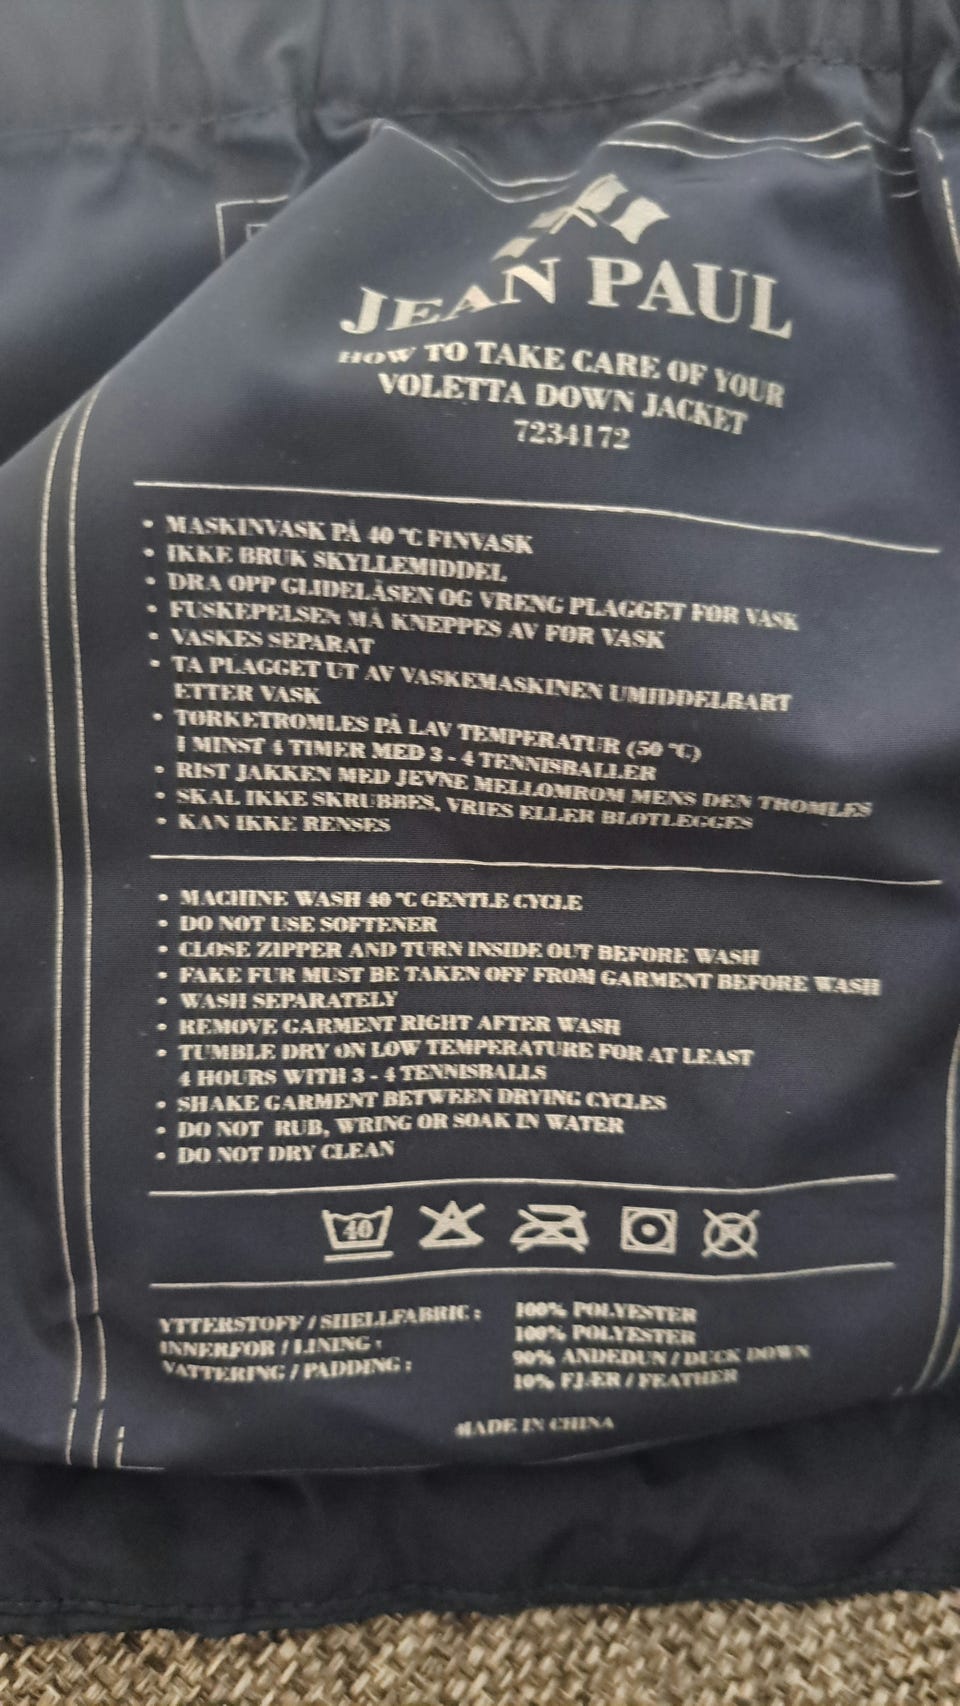 JEAN PAUL
HOW TO TAKE CARE OF YOUR
VOLETTA DOWN JACKET
7234172
• MASKINVASK PÅ 40 °C FINVASK
• IKKE BRUK SKYLLEMIDDEL
• DRA OPP GLIDELÅSEN OG VRENG PLAGGET FØR VASK
• FUSKEPELSEN MÅ KNEPPES AV FØR VASK
• VASKES SEPARAT
• TA PLAGGET UT AV VASKEMASKINEN UMIDDELBART
ETTER VASK
• TØRKETROMLES PÅ LAV TEMPERATUR (50 °C)
I MINST 4 TIMER MED 3 - 4 TENNISBALLER
• RIST JAKKEN MED JEVNE MELLOMROM MENS DEN TROMLES
• SKAL IKKE SKRUBBES, VRIES ELLER BLØTLEGGES
• KAN IKKE RENSES
• MACHINE WASH 40 °C GENTLE CYCLE
• DO NOT USE SOFTENER
• CLOSE ZIPPER AND TURN INSIDE OUT BEFORE WASH
• FAKE FUR MUST BE TAKEN OFF FROM GARMENT BEFORE WASH
• WASH SEPARATELY
• REMOVE GARMENT RIGHT AFTER WASH
• TUMBLE DRY ON LOW TEMPERATURE FOR AT LEAST
4 HOURS WITH 3 - 4 TENNISBALLS
• SHAKE GARMENT BETWEEN DRYING CYCLES
• DO NOT RUB, WRING OR SOAK IN WATER
• DO NOT DRY CLEAN
40
YTTERSTOFF / SHELLFABRIC : 100% POLYESTER
INNERFOR / LINING : 100% POLYESTER
VATTERING / PADDING : 90% ANDEDUN / DUCK DOWN
10% FJÆR / FEATHER
MADE IN CHINA